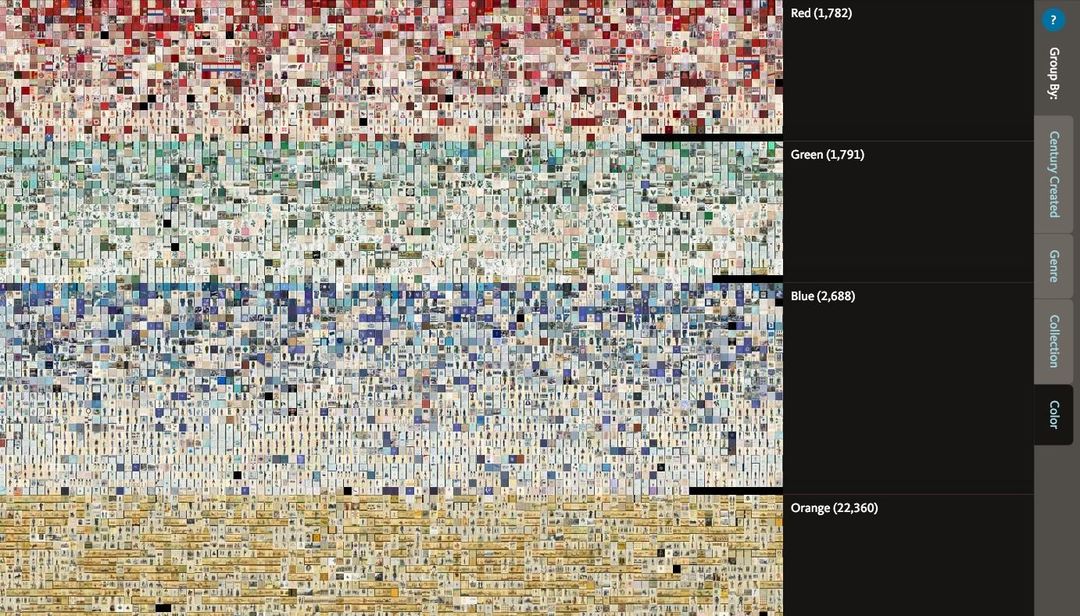 Red (1,782)
Green (1,791)
Blue (2,688)
Orange (22,360)
?
Group By:
Century Created
Genre
Collection
Color